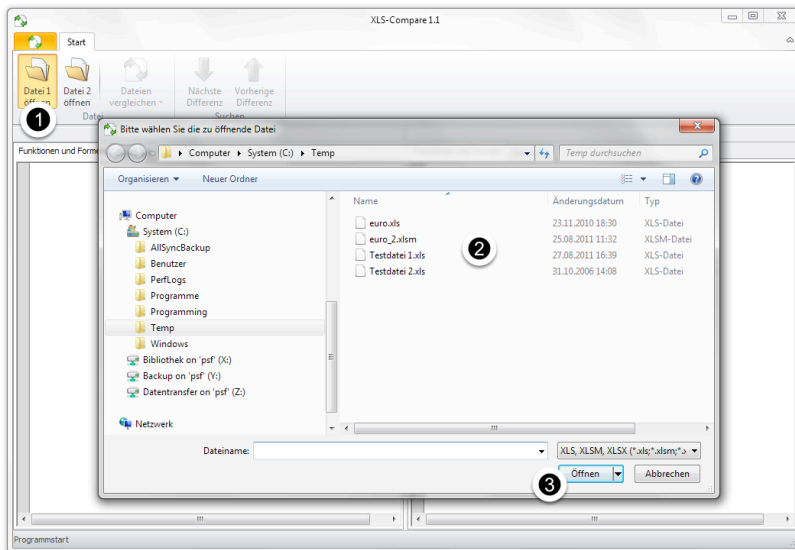 XLS-Compare 1.1
Start
Datei 1 Datei 2 Dateien Nächste Vorherige
öffnen öffnen vergleichen Differenz Differenz
1 Datei Suchen
Bitte wählen Sie die zu öffnende Datei
Funktionen und Forme
Computer System (C:) Temp Temp durchsuchen
Organisieren Neuer Ordner
Name Änderungsdatum Typ
Computer
System (C:)
AllSyncBackup
Benutzer
PerfLogs
Programme
Programming
Temp
Windows
Bibliothek on 'psf' (X:)
Backup on 'psf' (Y:)
Datentransfer on 'psf' (Z:)
Netzwerk
euro.xls 23.11.2010 18:30 XLS-Datei
euro_2.xlsm 25.08.2011 11:32 XLSM-Datei
Testdatei 1.xls 27.08.2011 16:39 XLS-Datei
Testdatei 2.xls 31.10.2006 14:08 XLS-Datei
2
Dateiname: XLS, XLSM, XLSX (*.xls;*.xlsm;*.x
3 Öffnen Abbrechen
Programmstart